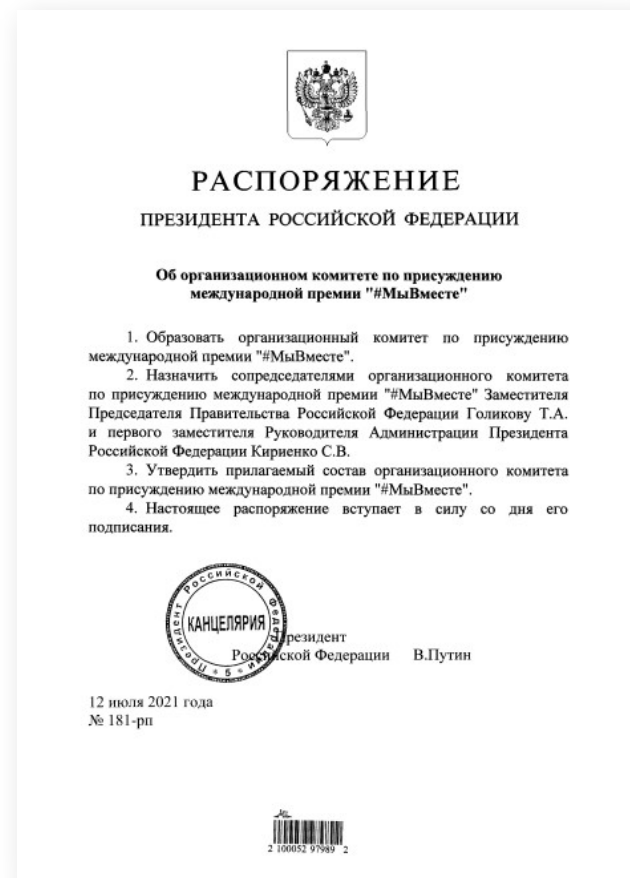 РАСПОРЯЖЕНИЕ
ПРЕЗИДЕНТА РОССИЙСКОЙ ФЕДЕРАЦИИ
Об организационном комитете по присуждению
международной премии "#МыВместе"
1. Образовать организационный комитет по присуждению
международной премии "#МыВместе".
2. Назначить сопредседателями организационного комитета
по присуждению международной премии "#МыВместе" Заместителя
Председателя Правительства Российской Федерации Голикову Т.А.
и первого заместителя Руководителя Администрации Президента
Российской Федерации Кириенко С.В.
3. Утвердить прилагаемый состав организационного комитета
по присуждению международной премии "#МыВместе".
4. Настоящее распоряжение вступает в силу со дня его
подписания.
Президент Российской Федерации * 5 *
КАНЦЕЛЯРИЯ
Президент
Российской Федерации В.Путин
12 июля 2021 года
№ 181-рп
2 100052 97989 2